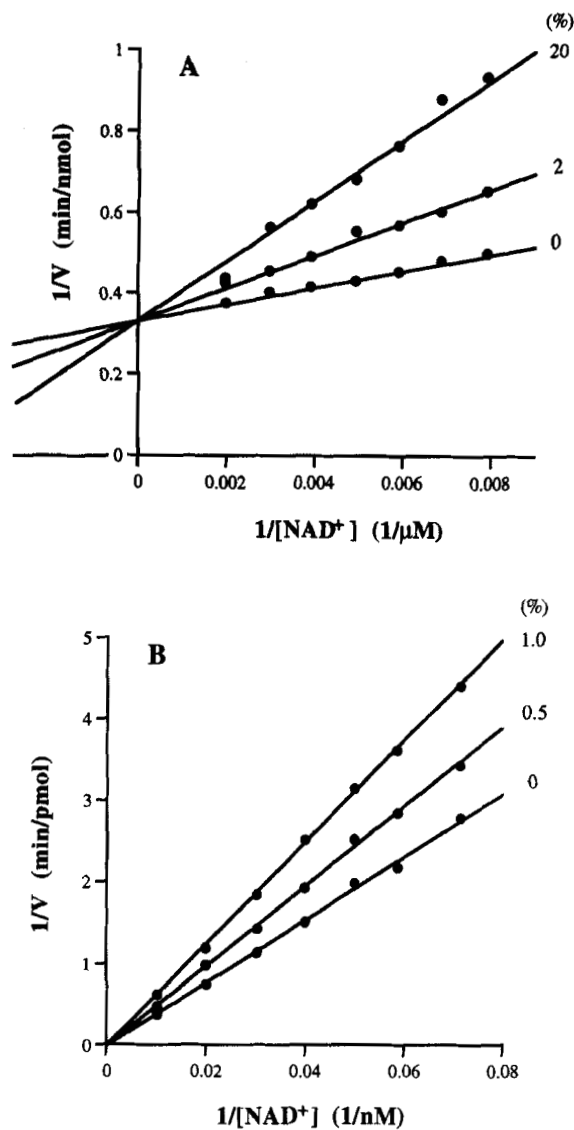 (%)
A
20
2
0
1
0.8
0.6
0.4
0.2
0
1/V (min/nmol)
0 0.002 0.004 0.006 0.008
1/[NAD+] (1/µM)
(%)
B
1.0
0.5
0
5
4
3
2
1
0
1/V (min/pmol)
0 0.02 0.04 0.06 0.08
1/[NAD+] (1/nM)